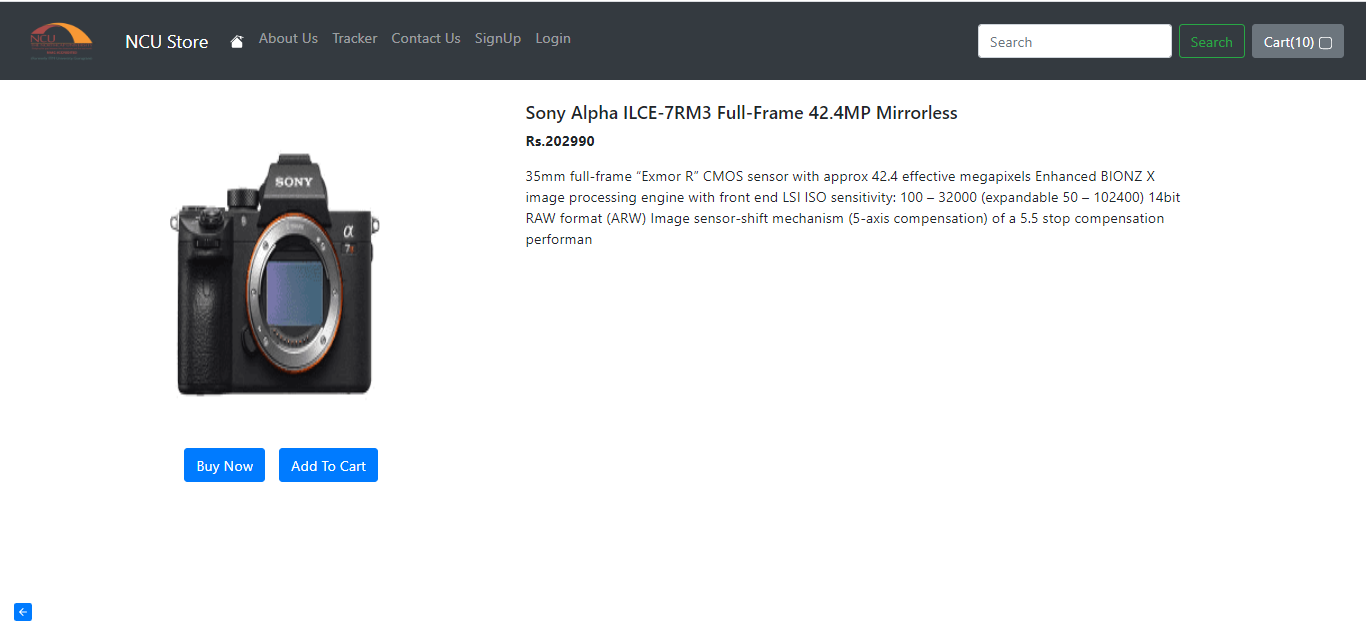 NCU
NCU Store
About Us
Tracker
Contact Us
SignUp
Login
Search
Search
Cart(10)
Sony Alpha ILCE-7RM3 Full-Frame 42.4MP Mirrorless
Rs.202990
35mm full-frame “Exmor R” CMOS sensor with approx 42.4 effective megapixels Enhanced BIONZ X
image processing engine with front end LSI ISO sensitivity: 100 – 32000 (expandable 50 – 102400) 14bit
RAW format (ARW) Image sensor-shift mechanism (5-axis compensation) of a 5.5 stop compensation
performan
SONY
α
7R
Buy Now
Add To Cart